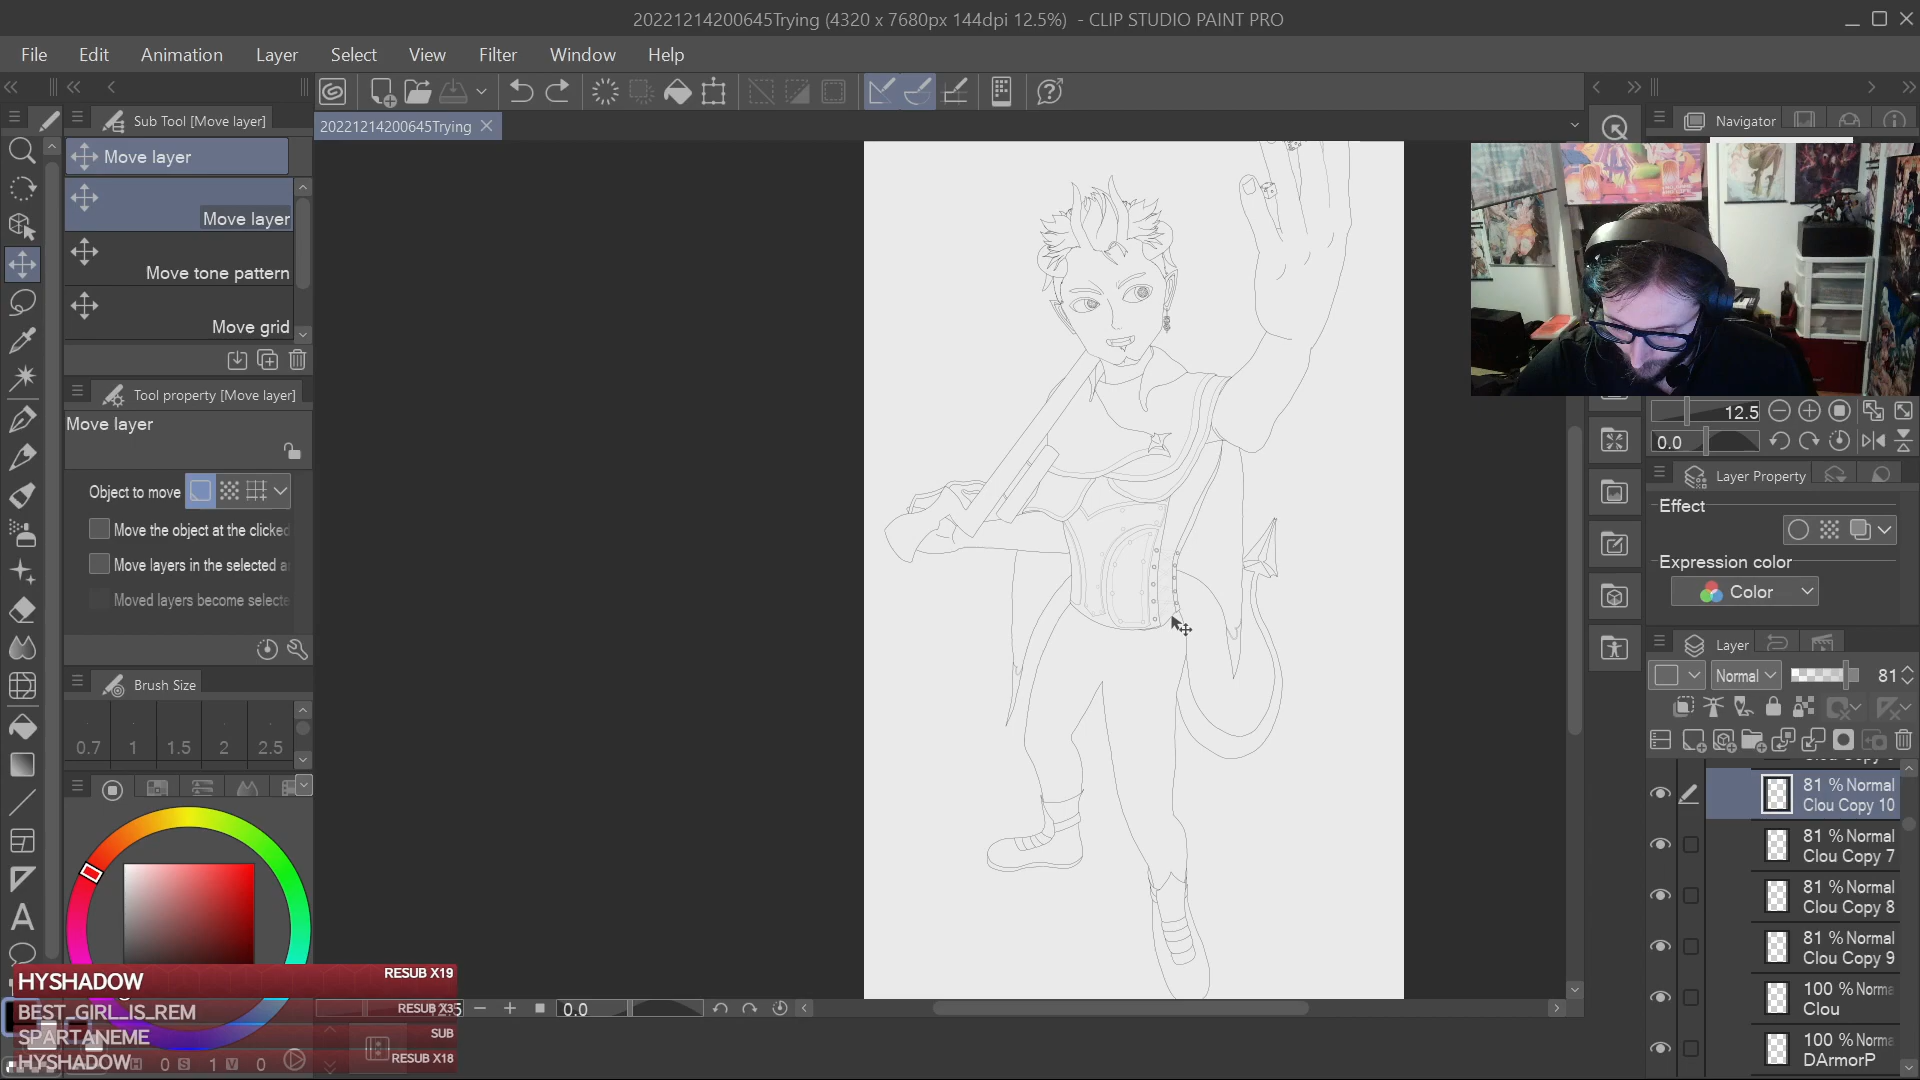 20221214200645Trying (4320 x 7680px 144dpi 12.5%) - CLIP STUDIO PAINT PRO
File Edit Animation Layer Select View Filter Window Help
Sub Tool [Move layer]
20221214200645Trying
Navigator
Move layer
Move layer
Move tone pattern
Move grid
Tool property [Move layer]
Move layer
Object to move
Move the object at the clicked
Move layers in the selected a
Moved layers become selecte
Brush Size
0.7 1 1.5 2 2.5
12.5
0.0
Layer Property
Effect
Expression color
Color
Layer
Normal 81
81 % Normal
Clou Copy 10
81 % Normal
Clou Copy 7
81 % Normal
Clou Copy 8
81 % Normal
Clou Copy 9
100 % Norma
Clou
100 % Norma
DArmorP
HYSHADOW RESUB X19
BEST_GIRL_IS_REM RESUB X3
SPARTANEME SUB
HYSHADOW RESUB X18
0.0
H 0 S 1 V 0